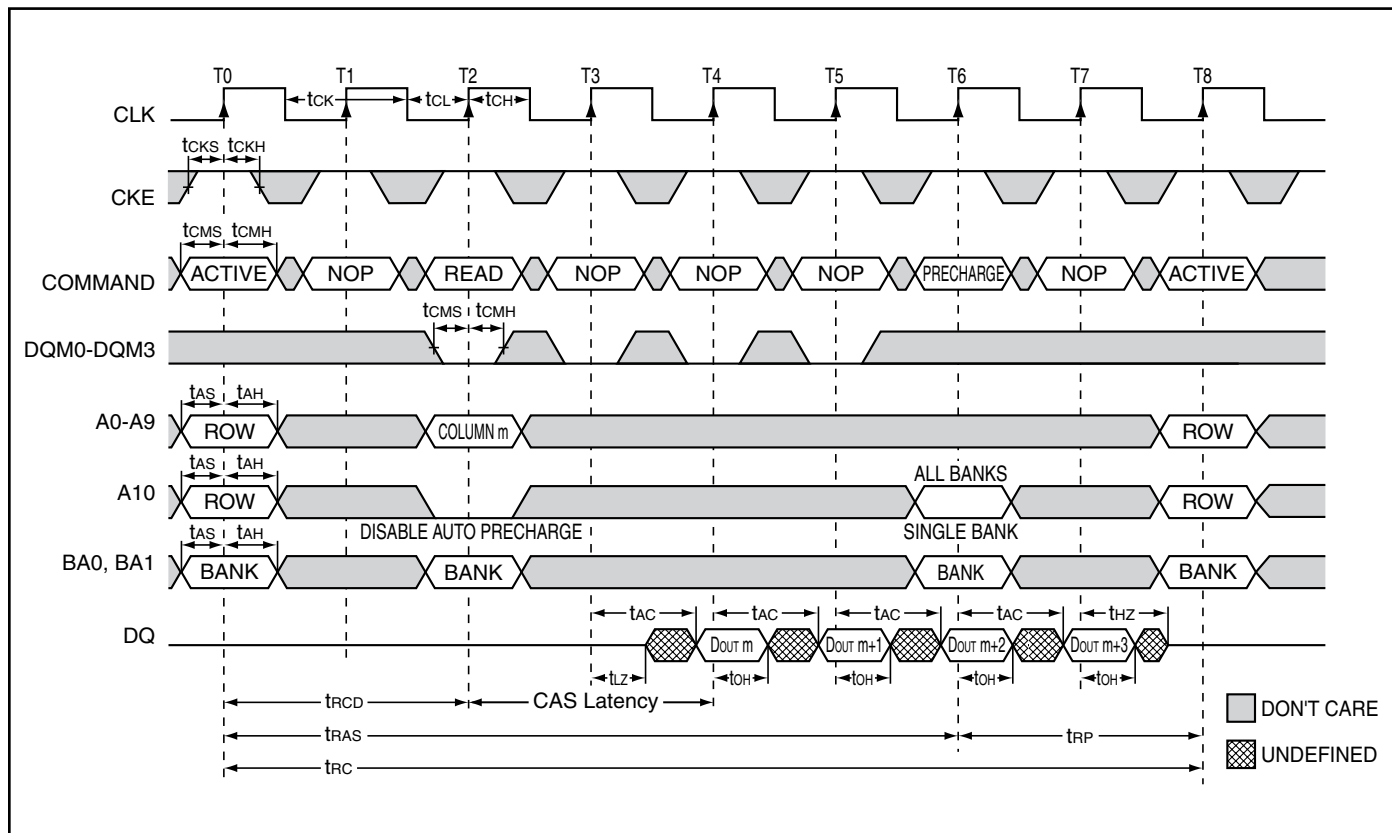 T0 T1 T2 T3 T4 T5 T6 T7 T8
CLK tCK tCL tCH
tCKS tCKH
CKE
tCMS tCMH
COMMAND ACTIVE NOP READ NOP NOP NOP PRECHARGE NOP ACTIVE
tCMS tCMH
DQM0-DQM3
tAS tAH
A0-A9 ROW COLUMN m ROW
tAS tAH ALL BANKS
A10 ROW ROW
tAS tAH DISABLE AUTO PRECHARGE SINGLE BANK
BA0, BA1 BANK BANK BANK BANK
tAC tAC tAC tAC tHZ
DQ DOUT m DOUT m+1 DOUT m+2 DOUT m+3
tLZ tOH tOH tOH tOH
tRCD CAS Latency
DON'T CARE
tRAS tRP
UNDEFINED
tRC